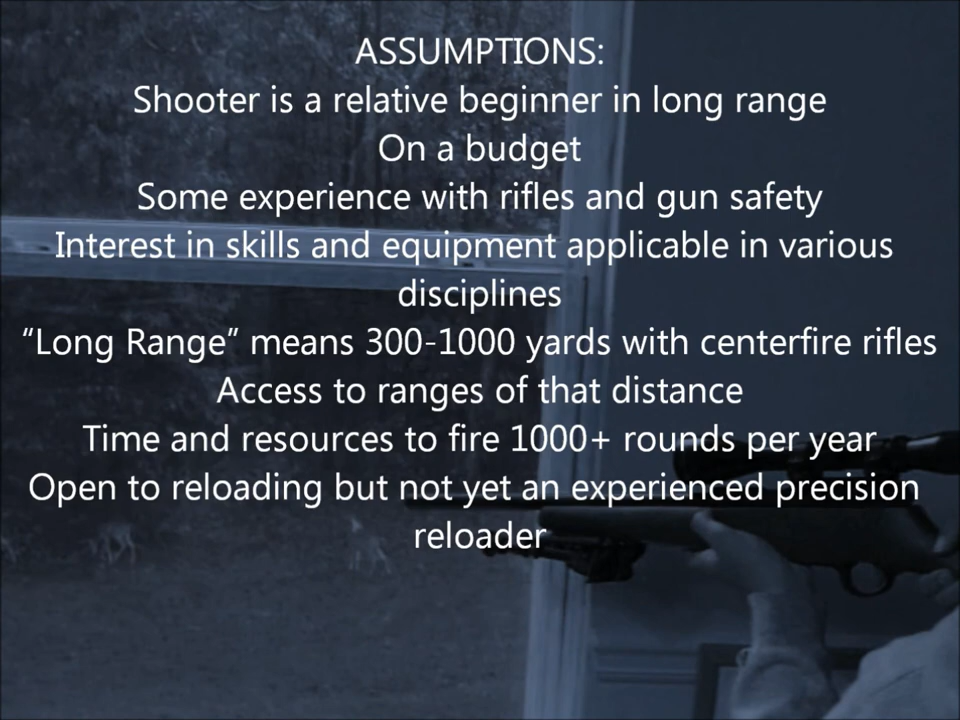 ASSUMPTIONS:
Shooter is a relative beginner in long range
On a budget
Some experience with rifles and gun safety
Interest in skills and equipment applicable in various
disciplines
“Long Range” means 300-1000 yards with centerfire rifles
Access to ranges of that distance
Time and resources to fire 1000+ rounds per year
Open to reloading but not yet an experienced precision
reloader